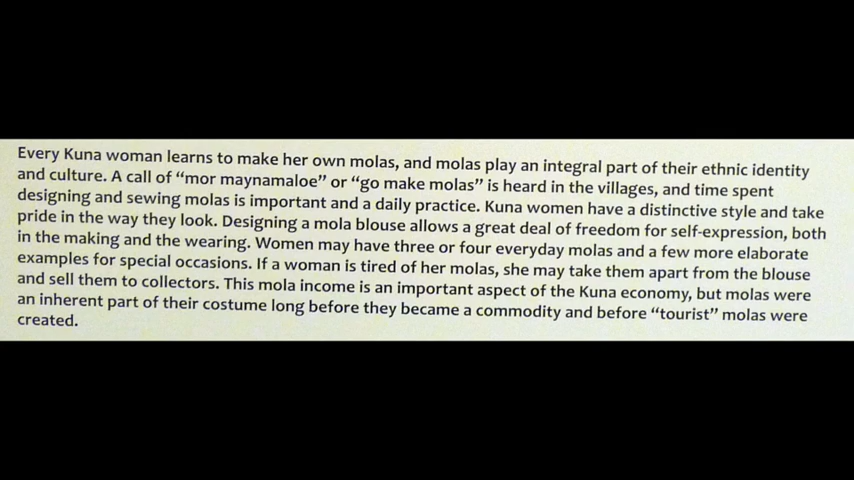 Every Kuna woman learns to make her own molas, and molas play an integral part of their ethnic identity
and culture. A call of “mor maynamaloe” or “go make molas” is heard in the villages, and time spent
designing and sewing molas is important and a daily practice. Kuna women have a distinctive style and take
pride in the way they look. Designing a mola blouse allows a great deal of freedom for self-expression, both
in the making and the wearing. Women may have three or four everyday molas and a few more elaborate
examples for special occasions. If a woman is tired of her molas, she may take them apart from the blouse
and sell them to collectors. This mola income is an important aspect of the Kuna economy, but molas were
an inherent part of their costume long before they became a commodity and before “tourist” molas were
created.